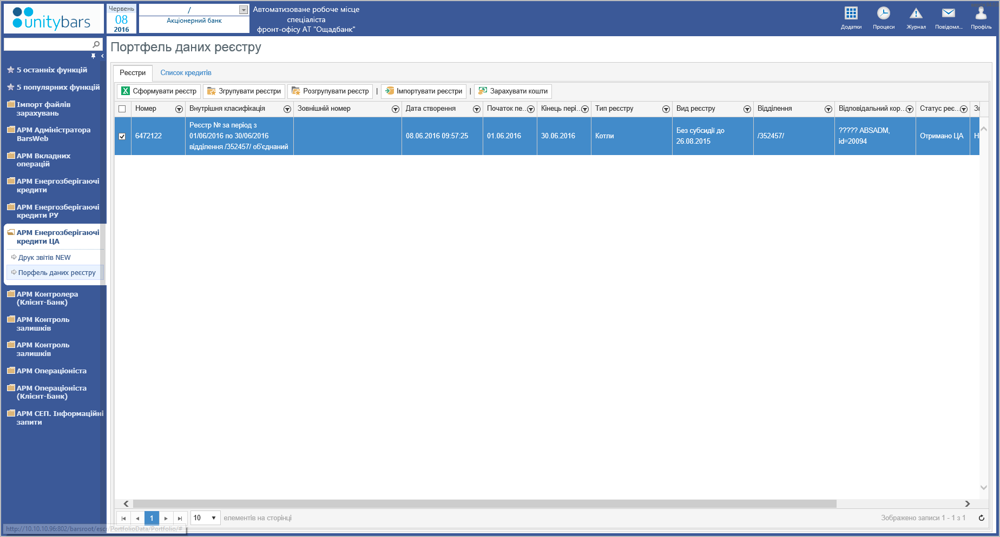 unitybars
Червень
08
2016
/
Акціонерний банк
Автоматизоване робоче місце
спеціаліста
фронт-офісу АТ "Ощадбанк"
Додатки
Процеси
Журнал
Повідомл...
Профіль
5 останніх функцій
5 популярних функцій
Імпорт файлів
зарахувань
АРМ Адміністратора
BarsWeb
АРМ Вкладних
операцій
АРМ Енергозберігаючі
кредити
АРМ Енергозберігаючі
кредити РУ
АРМ Енергозберігаючі
кредити ЦА
Друк звітів NEW
Порфель даних реєстру
АРМ Контролера
(Клієнт-Банк)
АРМ Контроль
залишків
АРМ Контроль
залишків
АРМ Операціоніста
АРМ Операціоніста
(Клієнт-Банк)
АРМ СЕП. Інформаційні
запити
Портфель даних реєстру
Реєстри
Список кредитів
Сформувати реєстр
Згрупувати реєстри
Розгрупувати реєстр
|
Імпортувати реєстри
|
Зарахувати кошти
Номер
Внутрішня класифікація
Зовнішній номер
Дата створення
Початок пе...
Кінець пері...
Тип реєстру
Вид реєстру
Відділення
Відповідальний кор...
Статус реє...
6472122
Реєстр № за період з
01/06/2016 по 30/06/2016
відділення /352457/ об'єднаний
08.06.2016 09:57:25
01.06.2016
30.06.2016
Котли
Без субсидії до
26.08.2015
/352457/
????? ABSADM,
id=20094
Отримано ЦА
Н
1
10
елементів на сторінці
Зображено записи 1 - 1 з 1
http://10.10.10.96:802/barsroot/escr/PortfolioData/Portfolio/#